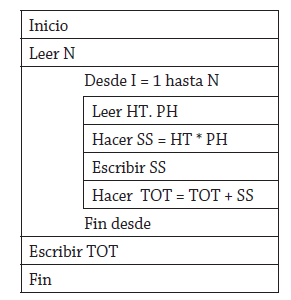 Inicio
Leer N
Desde I = 1 hasta N
Leer HT. PH
Hacer SS = HT * PH
Escribir SS
Hacer TOT = TOT + SS
Fin desde
Escribir TOT
Fin